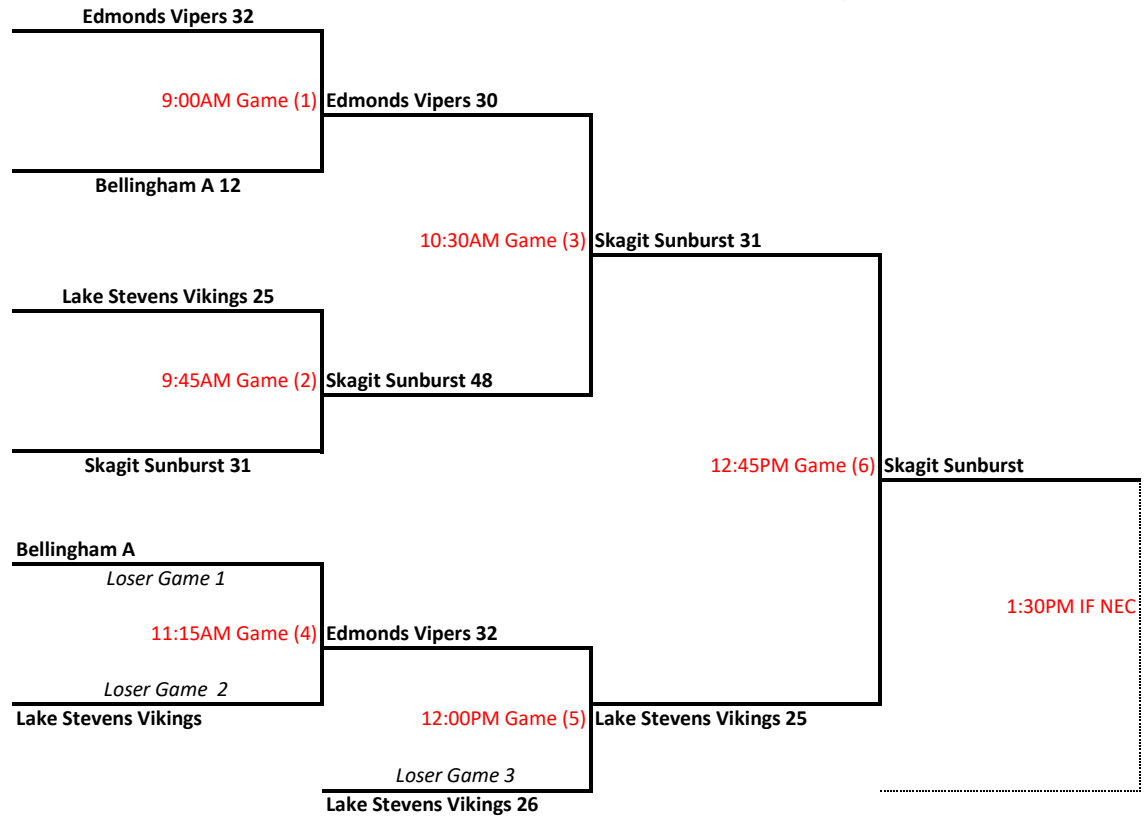 Edmonds Vipers 32
9:00AM Game (1)
Edmonds Vipers 30
Bellingham A 12
10:30AM Game (3)
Skagit Sunburst 31
Lake Stevens Vikings 25
9:45AM Game (2)
Skagit Sunburst 48
Skagit Sunburst 31
12:45PM Game (6)
Skagit Sunburst
Bellingham A
Loser Game 1
1:30PM IF NEC
11:15AM Game (4)
Edmonds Vipers 32
Loser Game  2
Lake Stevens Vikings
12:00PM Game (5)
Lake Stevens Vikings 25
Loser Game 3
Lake Stevens Vikings 26